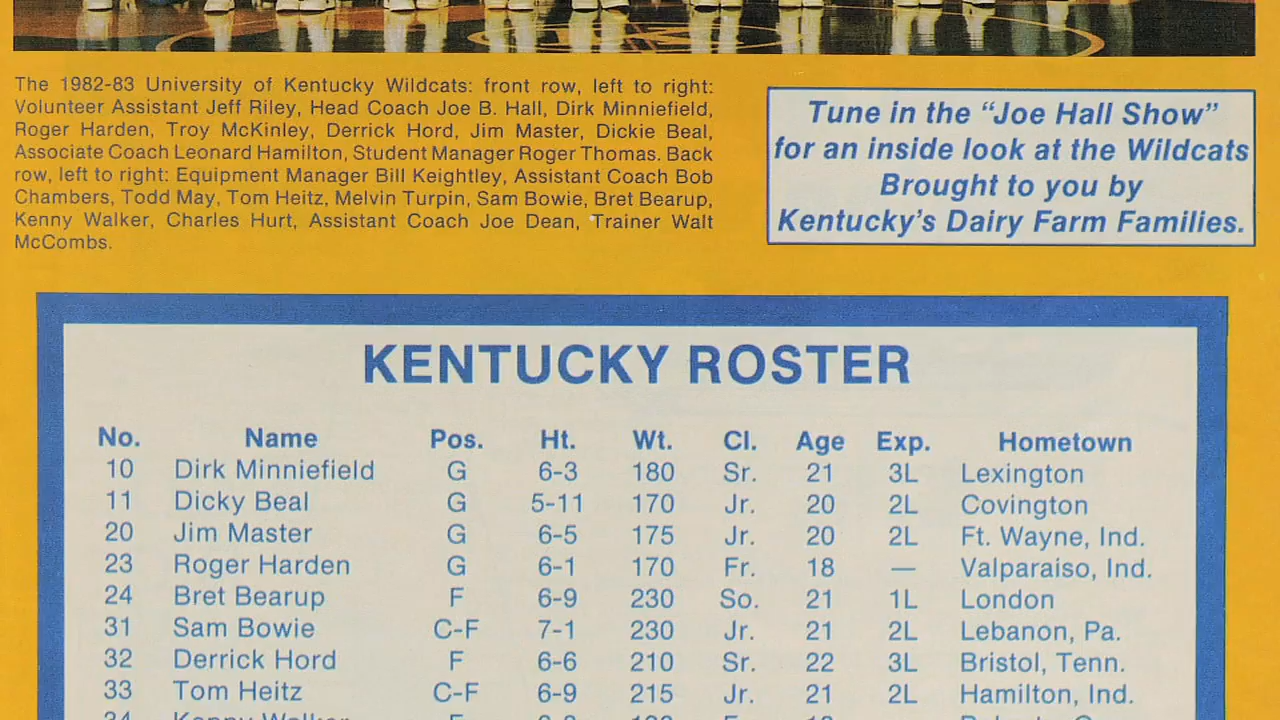 The 1982-83 University of Kentucky Wildcats: front row, left to right:
Volunteer Assistant Jeff Riley, Head Coach Joe B. Hall, Dirk Minniefield,
Roger Harden, Troy McKinley, Derrick Hord, Jim Master, Dickie Beal,
Associate Coach Leonard Hamilton, Student Manager Roger Thomas. Back
row, left to right: Equipment Manager Bill Keightley, Assistant Coach Bob
Chambers, Todd May, Tom Heitz, Melvin Turpin, Sam Bowie, Bret Bearup,
Kenny Walker, Charles Hurt, Assistant Coach Joe Dean, Trainer Walt
McCombs.
Tune in the “Joe Hall Show”
for an inside look at the Wildcats
Brought to you by
Kentucky’s Dairy Farm Families.
KENTUCKY ROSTER
No. Name Pos. Ht. Wt. Cl. Age Exp. Hometown
10 Dirk Minniefield G 6-3 180 Sr. 21 3L Lexington
11 Dicky Beal G 5-11 170 Jr. 20 2L Covington
20 Jim Master G 6-5 175 Jr. 20 2L Ft. Wayne, Ind.
23 Roger Harden G 6-1 170 Fr. 18 — Valparaiso, Ind.
24 Bret Bearup F 6-9 230 So. 21 1L London
31 Sam Bowie C-F 7-1 230 Jr. 21 2L Lebanon, Pa.
32 Derrick Hord F 6-6 210 Sr. 22 3L Bristol, Tenn.
33 Tom Heitz C-F 6-9 215 Jr. 21 2L Hamilton, Ind.
34 Kenny Walker